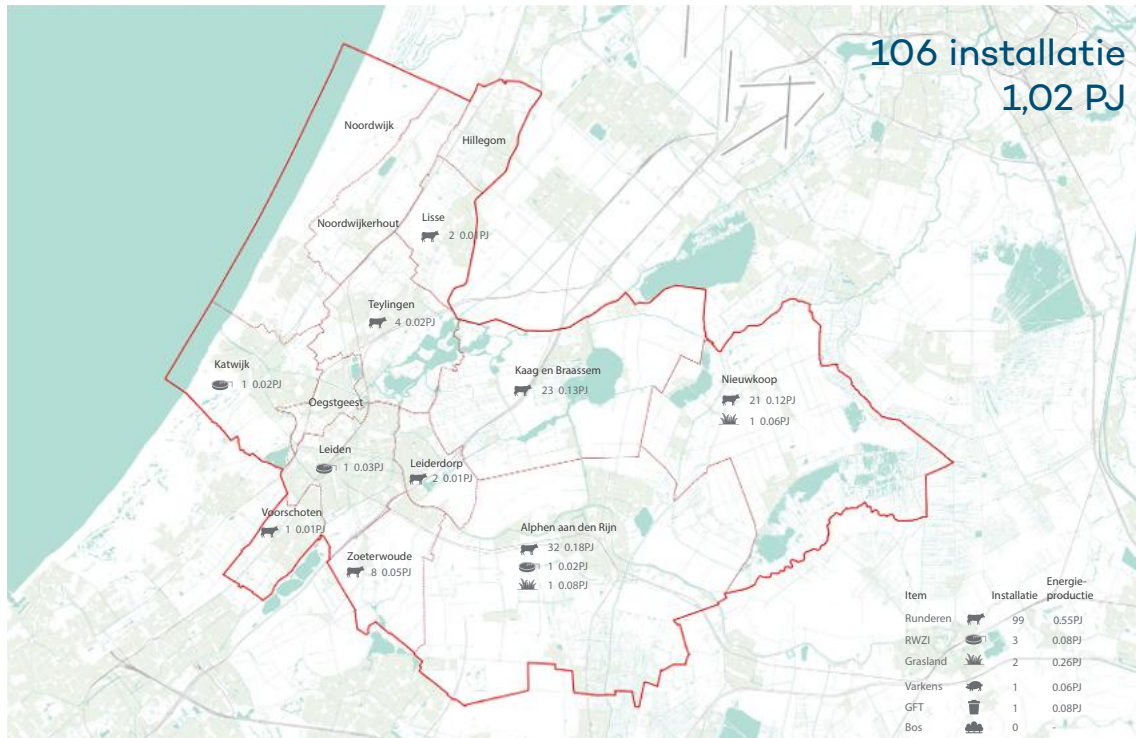 106 installatie
1,02 PJ
Noordwijk
Hillegom
Lisse
2 0.01PJ
Noordwijkerhout
Teylingen
4 0.02PJ
Katwijk
1 0.02PJ
Kaag en Braassem
23 0.13PJ
Nieuwkoop
21 0.12PJ
1 0.06PJ
Oegstgeest
Leiden
1 0.03PJ
Leiderdorp
2 0.01PJ
Voorschoten
1 0.01PJ
Alphen aan den Rijn
32 0.18PJ
1 0.02PJ
1 0.08PJ
Zoeterwoude
8 0.05PJ
Item Installatie Energie-
productie
Runderen 99 0.55PJ
RWZI 3 0.08PJ
Grasland 2 0.26PJ
Varkens 1 0.06PJ
GFT 1 0.08PJ
Bos 0 -